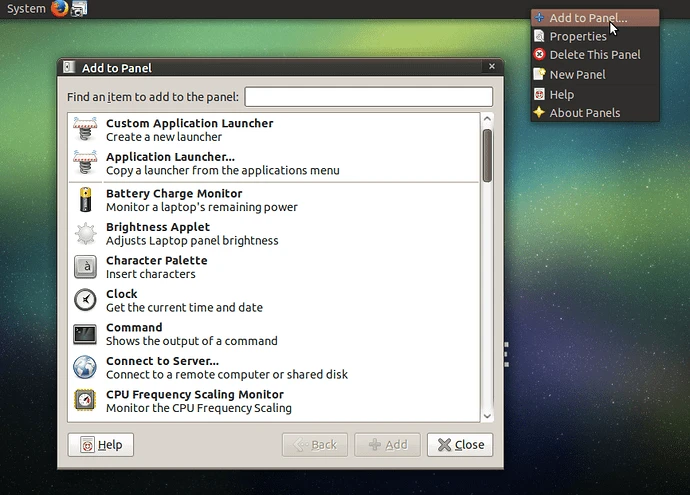 System
Add to Panel...
Properties
Delete This Panel
New Panel
Help
About Panels
Add to Panel
Find an item to add to the panel:
Custom Application Launcher
Create a new launcher
Application Launcher...
Copy a launcher from the applications menu
Battery Charge Monitor
Monitor a laptop's remaining power
Brightness Applet
Adjusts Laptop panel brightness
Character Palette
Insert characters
Clock
Get the current time and date
Command
Shows the output of a command
Connect to Server...
Connect to a remote computer or shared disk
CPU Frequency Scaling Monitor
Monitor the CPU Frequency Scaling
Help
Back
Add
Close